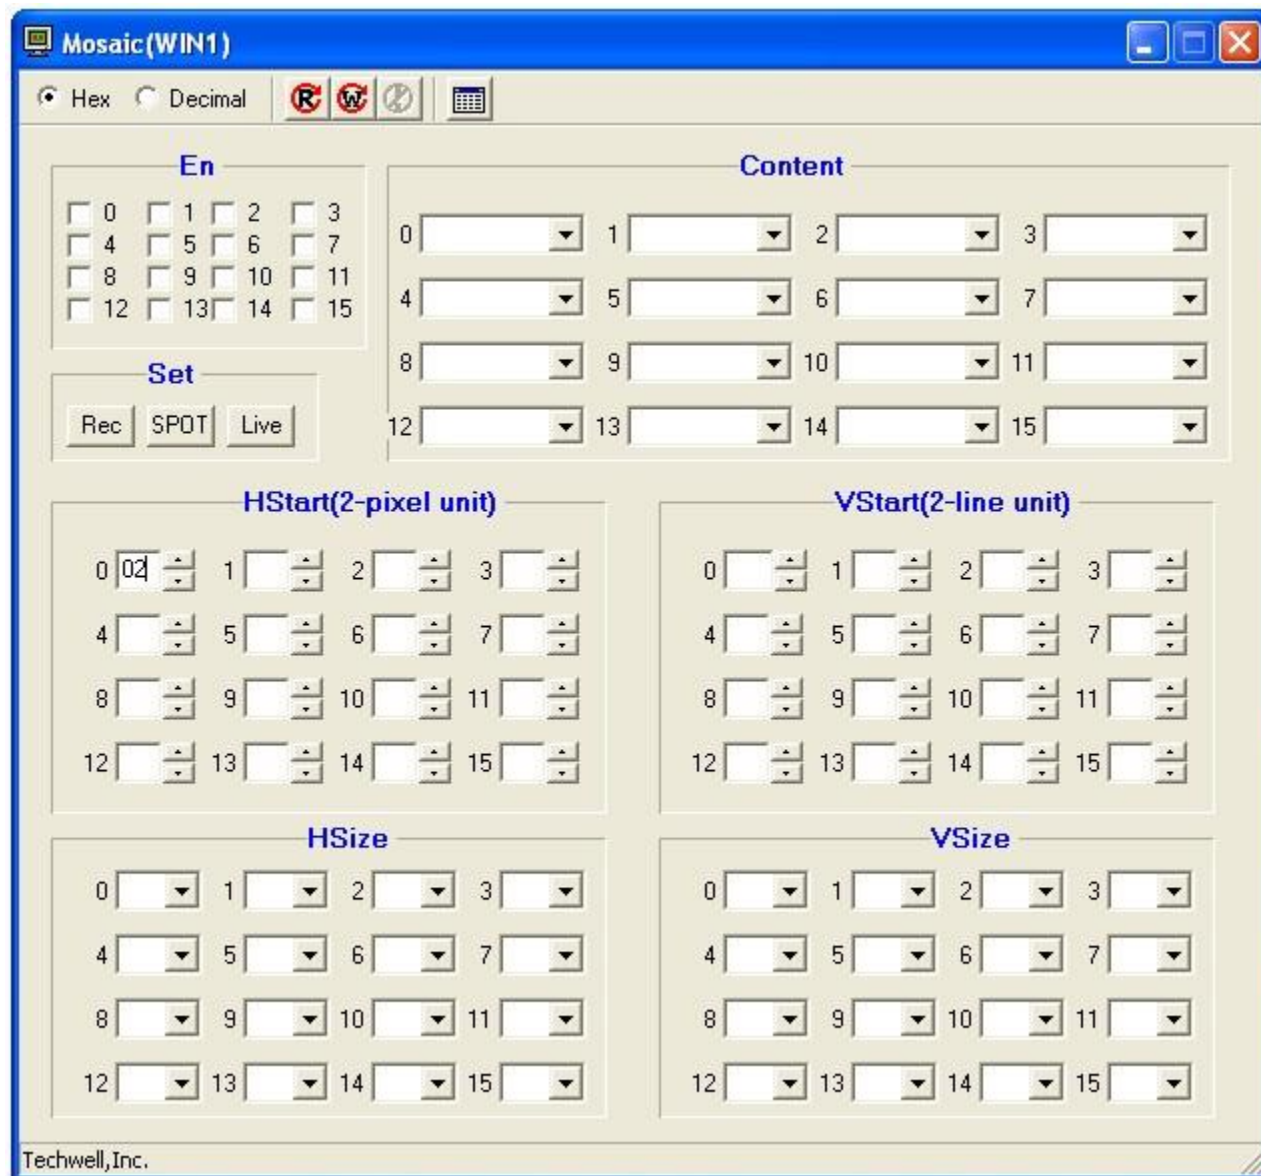 Mosaic(WIN1)
Hex Decimal R W
En
0 1 2 3
4 5 6 7
8 9 10 11
12 13 14 15
Content
0 1 2 3
4 5 6 7
8 9 10 11
12 13 14 15
Set
Rec SPOT Live
HStart(2-pixel unit)
0 02 1 2 3
4 5 6 7
8 9 10 11
12 13 14 15
VStart(2-line unit)
0 1 2 3
4 5 6 7
8 9 10 11
12 13 14 15
HSize
0 1 2 3
4 5 6 7
8 9 10 11
12 13 14 15
VSize
0 1 2 3
4 5 6 7
8 9 10 11
12 13 14 15
Techwell,Inc.